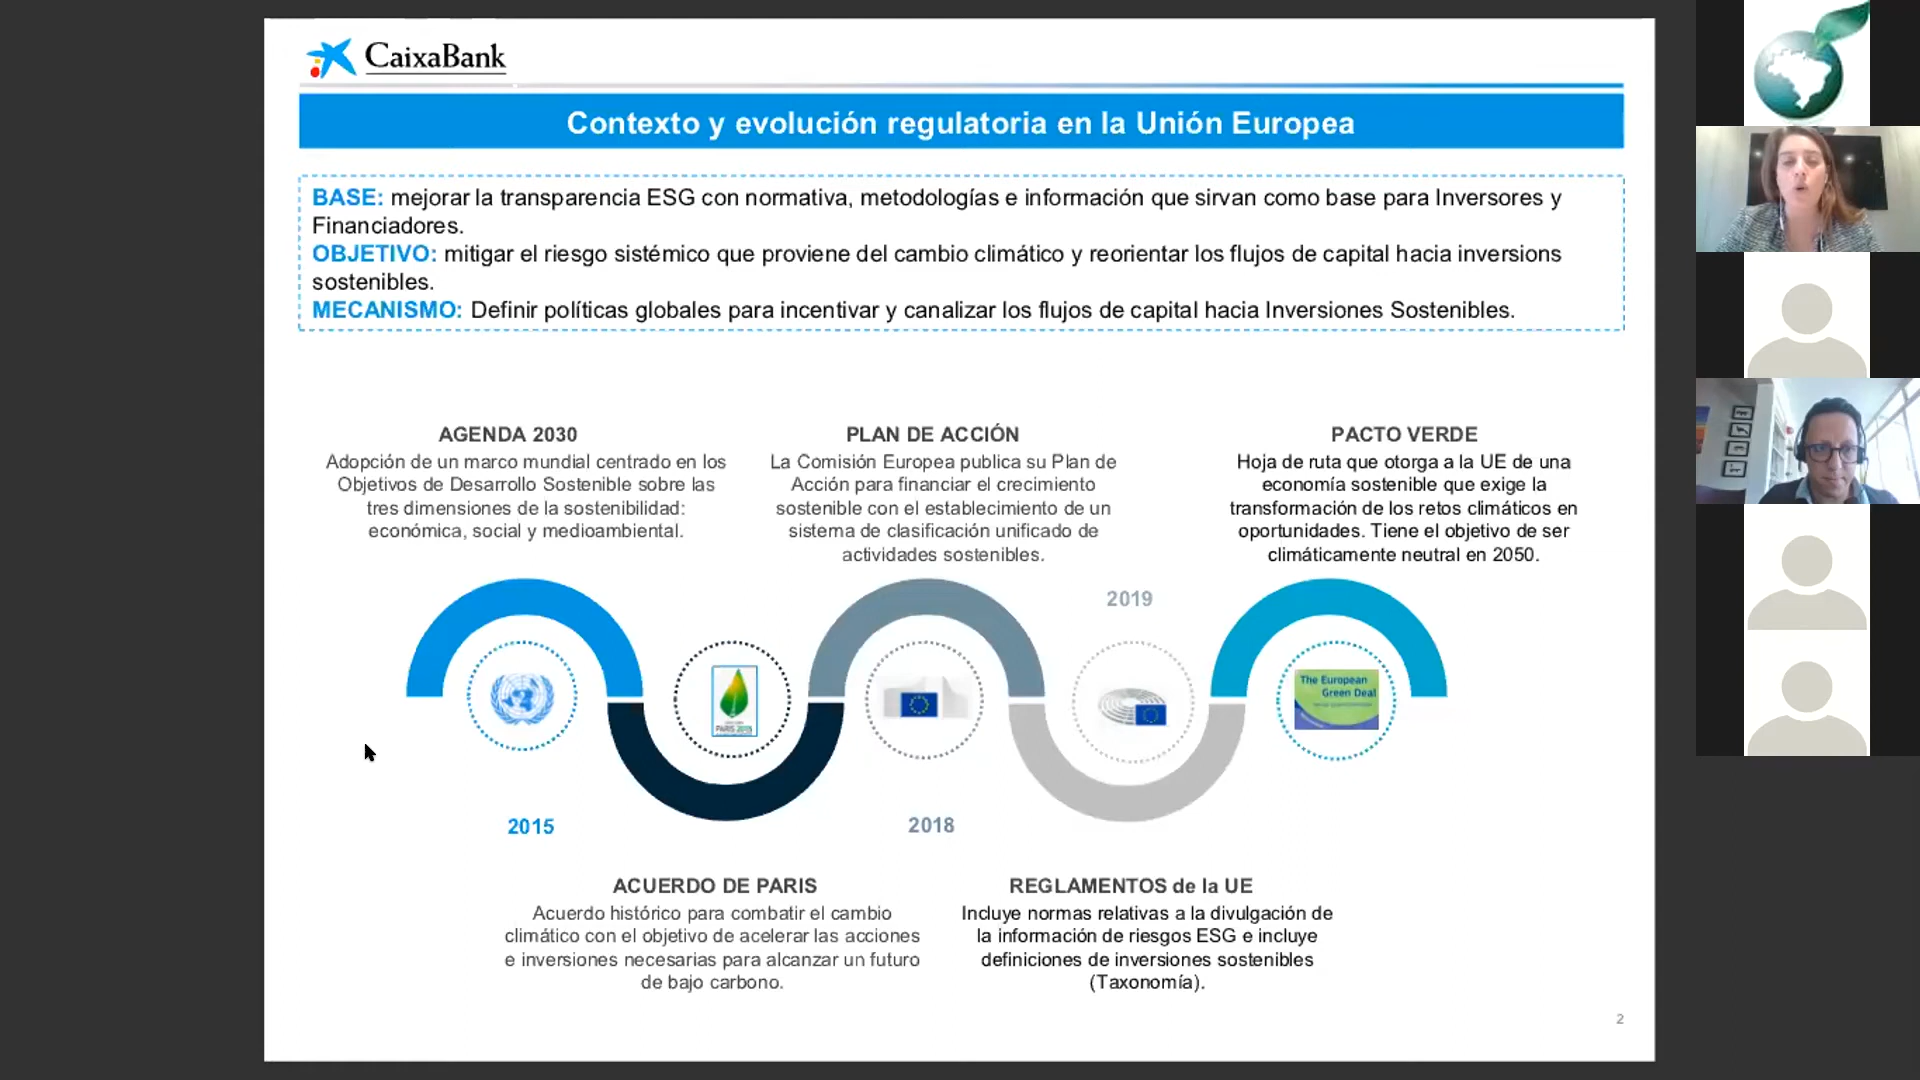 CaixaBank
Contexto y evolución regulatoria en la Unión Europea
BASE: mejorar la transparencia ESG con normativa, metodologías e información que sirvan como base para Inversores y
Financiadores.
OBJETIVO: mitigar el riesgo sistémico que proviene del cambio climático y reorientar los flujos de capital hacia inversions
sostenibles.
MECANISMO: Definir políticas globales para incentivar y canalizar los flujos de capital hacia Inversiones Sostenibles.
AGENDA 2030
Adopción de un marco mundial centrado en los
Objetivos de Desarrollo Sostenible sobre las
tres dimensiones de la sostenibilidad:
económica, social y medioambiental.
PLAN DE ACCIÓN
La Comisión Europea publica su Plan de
Acción para financiar el crecimiento
sostenible con el establecimiento de un
sistema de clasificación unificado de
actividades sostenibles.
PACTO VERDE
Hoja de ruta que otorga a la UE de una
economía sostenible que exige la
transformación de los retos climáticos en
oportunidades. Tiene el objetivo de ser
climáticamente neutral en 2050.
2019
PARIS 2015
The European
Green Deal
2015
2018
ACUERDO DE PARIS
Acuerdo histórico para combatir el cambio
climático con el objetivo de acelerar las acciones
e inversiones necesarias para alcanzar un futuro
de bajo carbono.
REGLAMENTOS de la UE
Incluye normas relativas a la divulgación de
la información de riesgos ESG e incluye
definiciones de inversiones sostenibles
(Taxonomía).
2